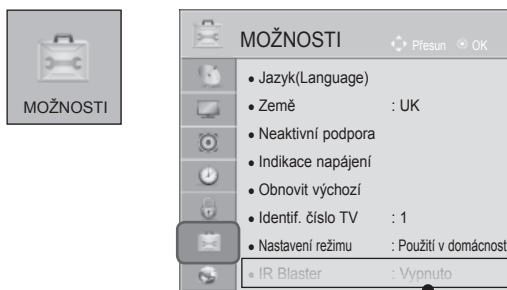 MOŽNOSTI
MOŽNOSTI
Přesun OK
• Jazyk(Language)
• Země : UK
• Neaktivní podpora
• Indikace napájení
• Obnovit výchozí
• Identif. číslo TV : 1
• Nastavení režimu : Použití v domácnost
• IR Blaster : Vypnuto